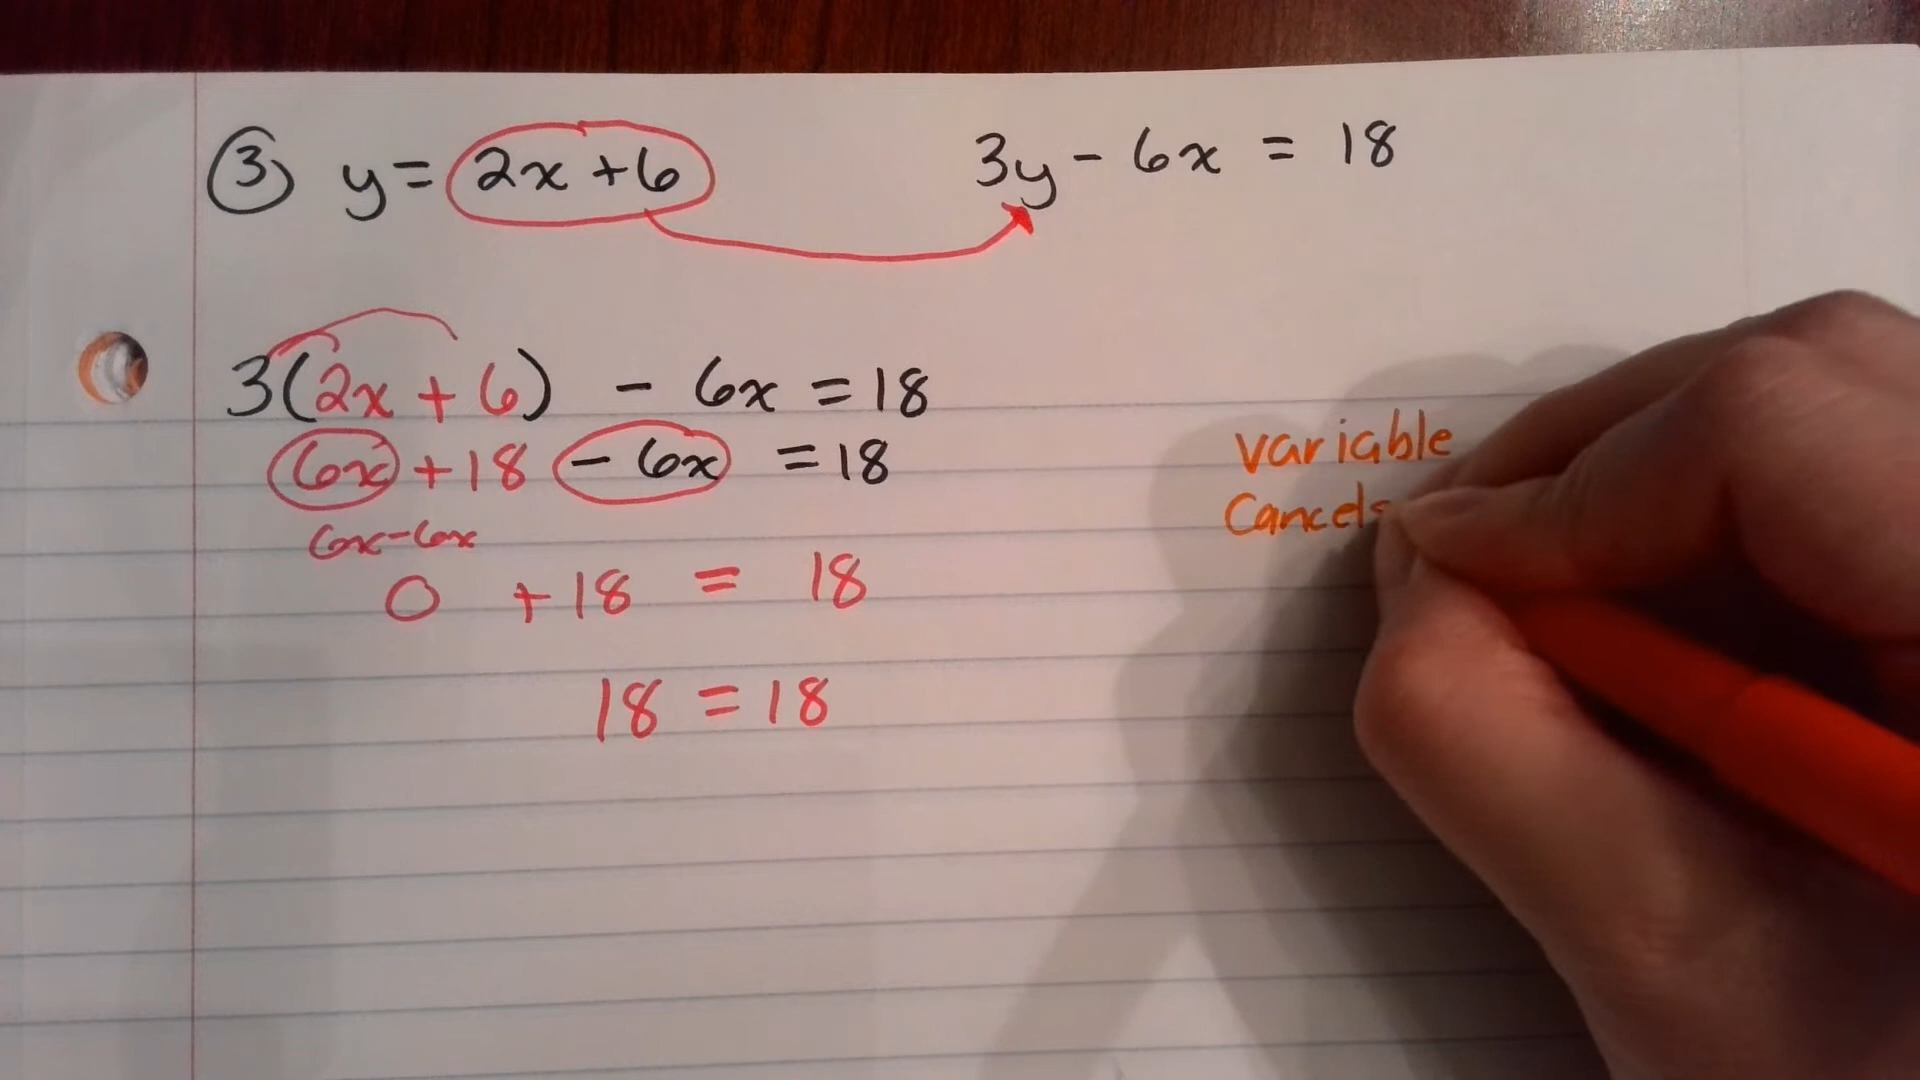 ③ y = 2x + 6 3y - 6x = 18
3(2x + 6) - 6x = 18
6x + 18 - 6x = 18
6x-6x
0 + 18 = 18
18 = 18
variable
Cancels